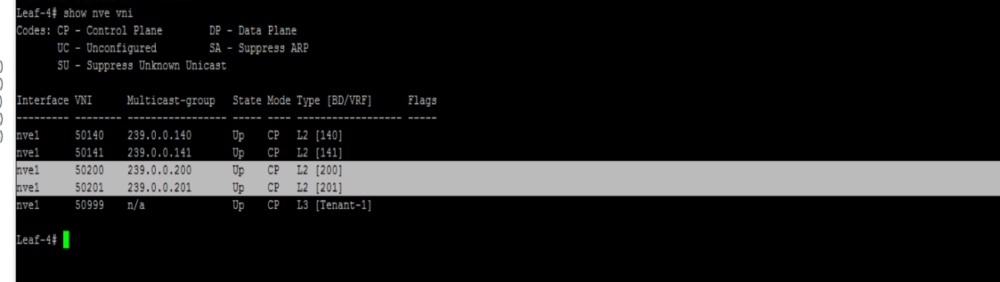 Leaf-4# show nve vni
Codes: CP - Control Plane        DP - Data Plane
       UC - Unconfigured         SA - Suppress ARP
       SU - Suppress Unknown Unicast
Interface VNI      Multicast-group   State Mode Type [BD/VRF]      Flags
--------- -------- ----------------- ----- ---- ------------------ -----
nve1      50140    239.0.0.140       Up    CP   L2 [140]
nve1      50141    239.0.0.141       Up    CP   L2 [141]
nve1      50200    239.0.0.200       Up    CP   L2 [200]
nve1      50201    239.0.0.201       Up    CP   L2 [201]
nve1      50999    n/a               Up    CP   L3 [Tenant-1]
Leaf-4#